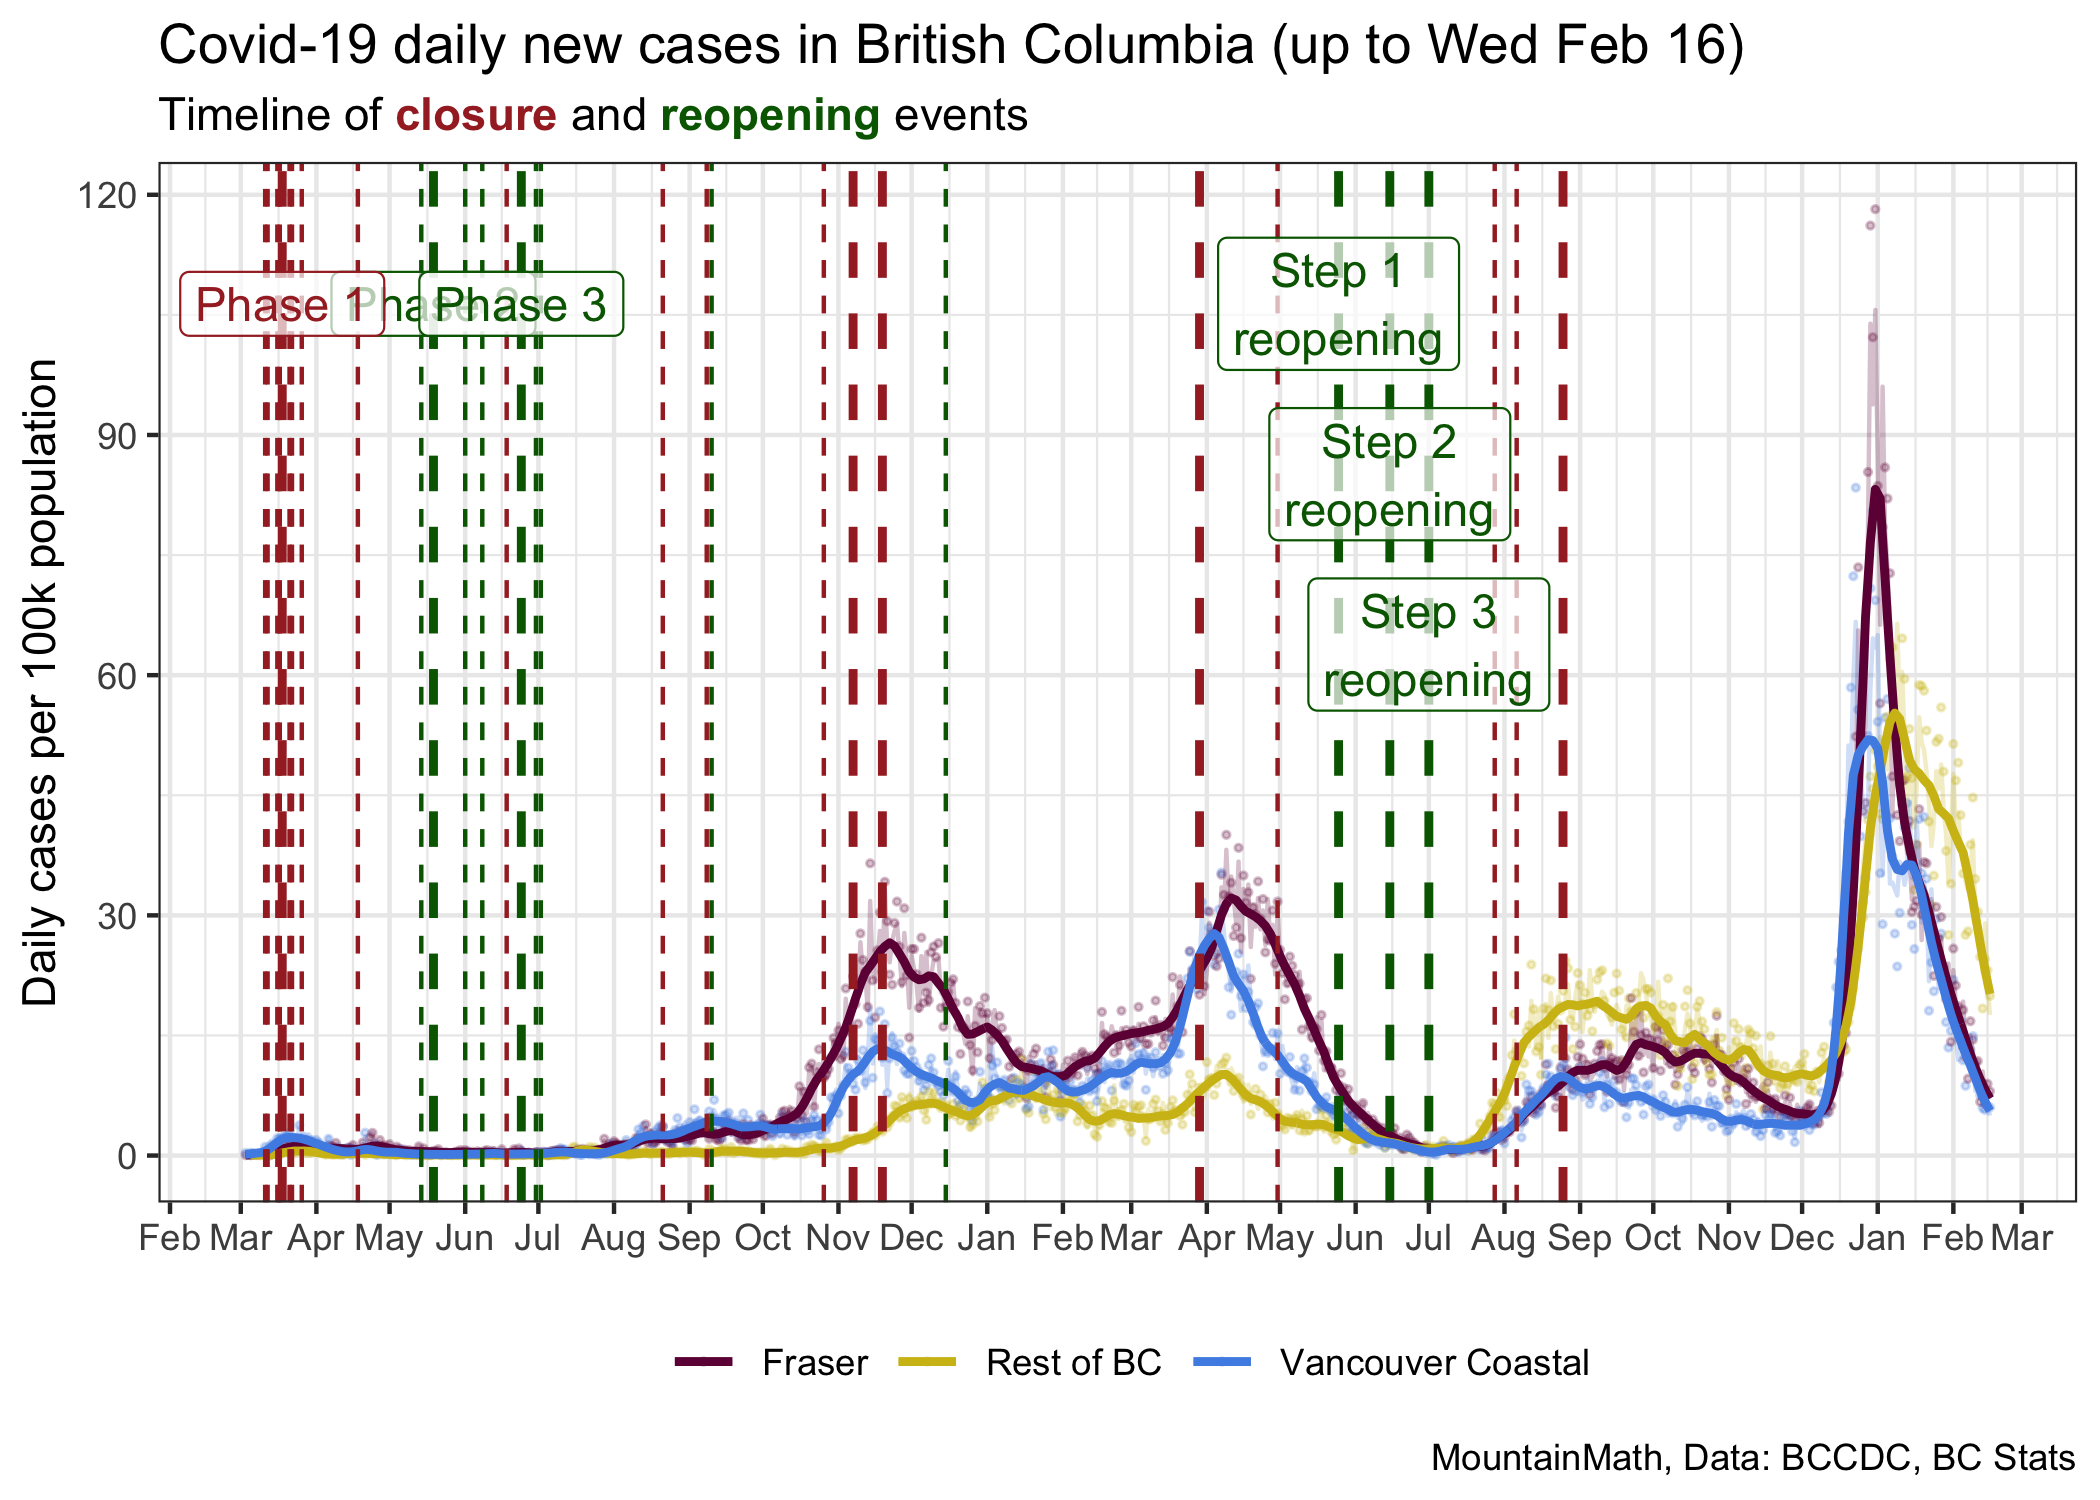 Covid-19 daily new cases in British Columbia (up to Wed Feb 16)
Timeline of closure and reopening events
Daily cases per 100k population
120
90
60
30
0
Phase 1
Phase 2
Phase 3
Step 1
reopening
Step 2
reopening
Step 3
reopening
Feb Mar Apr May Jun Jul Aug Sep Oct Nov Dec Jan Feb Mar Apr May Jun Jul Aug Sep Oct Nov Dec Jan Feb Mar
Fraser Rest of BC Vancouver Coastal
MountainMath, Data: BCCDC, BC Stats